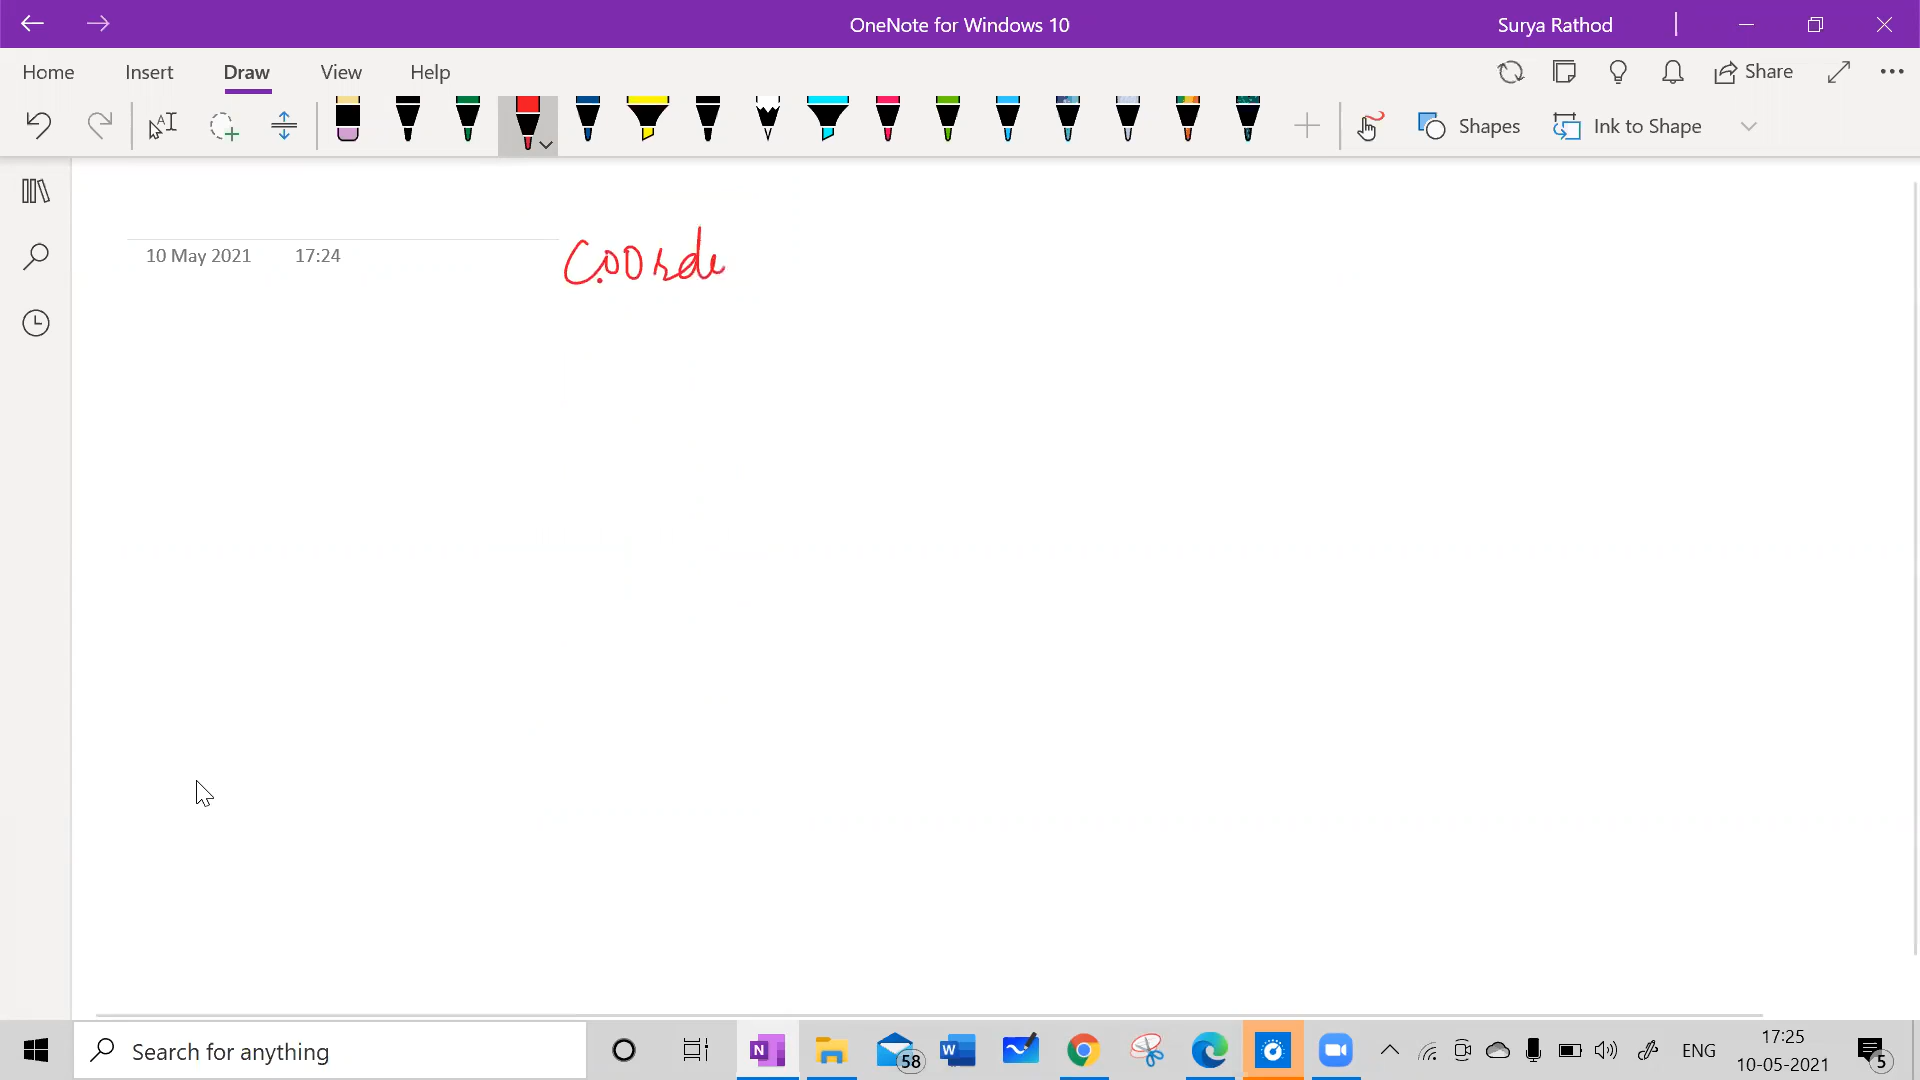 OneNote for Windows 10
Surya Rathod
Home Insert Draw View Help
Share
Shapes
Ink to Shape
10 May 2021 17:24
Coordi
Search for anything
58
ENG
17:25
10-05-2021
5